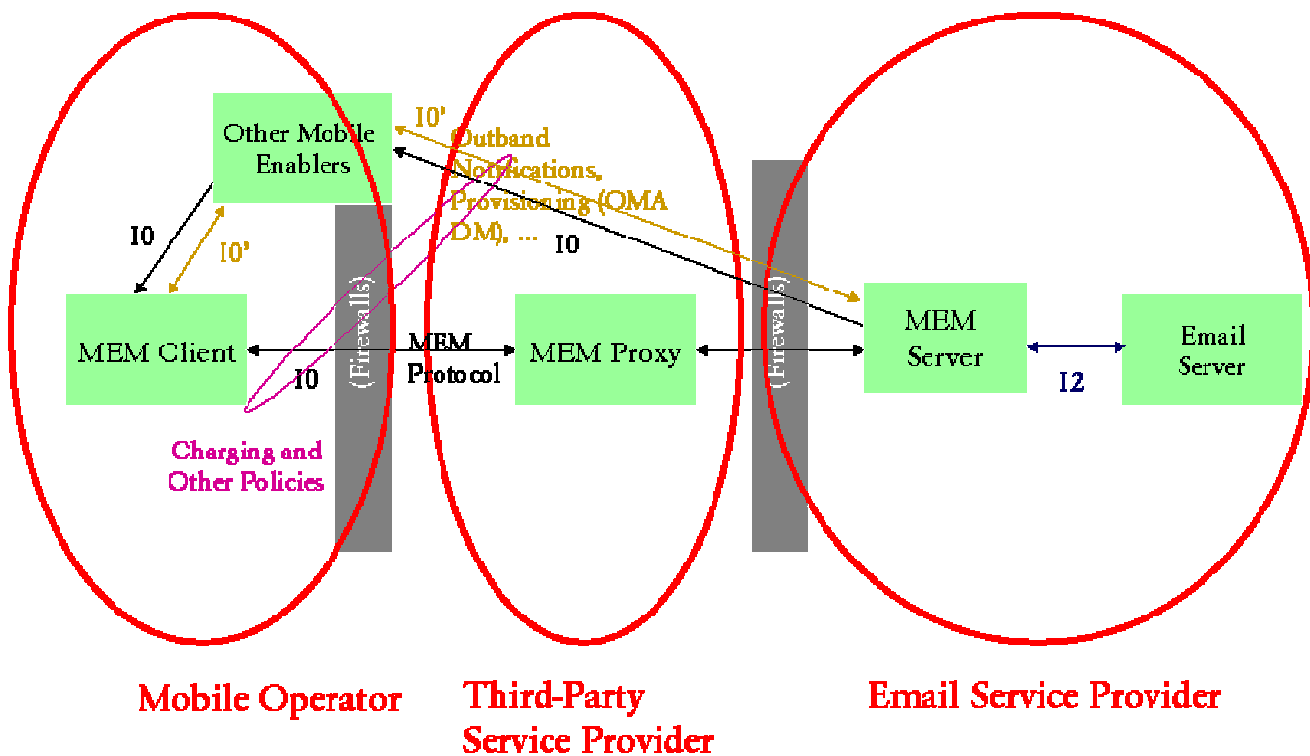 Other Mobile
Enablers
I0'
Outband
Notifications,
Provisioning (OMA
DM), ...
I0
I0'
I0
MEM Client
I0
(Firewalls)
MEM
Protocol
MEM Proxy
(Firewalls)
MEM
Server
I2
Email
Server
Charging and
Other Policies
Mobile Operator
Third-Party
Service Provider
Email Service Provider